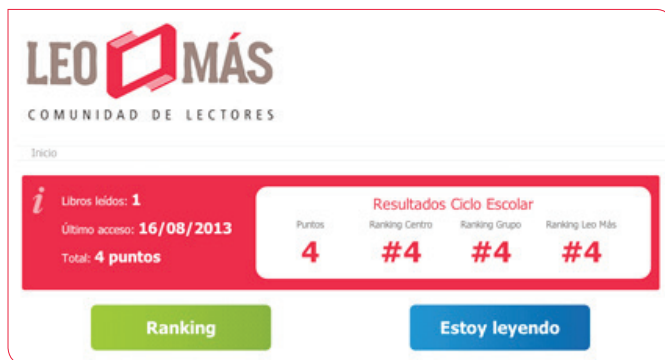 LEO MÁS
COMUNIDAD DE LECTORES
Inicio
i
Libros leídos: 1
Último acceso: 16/08/2013
Total: 4 puntos
Resultados Ciclo Escolar
Puntos Ranking Centro Ranking Grupo Ranking Leo Más
4 #4 #4 #4
Ranking Estoy leyendo